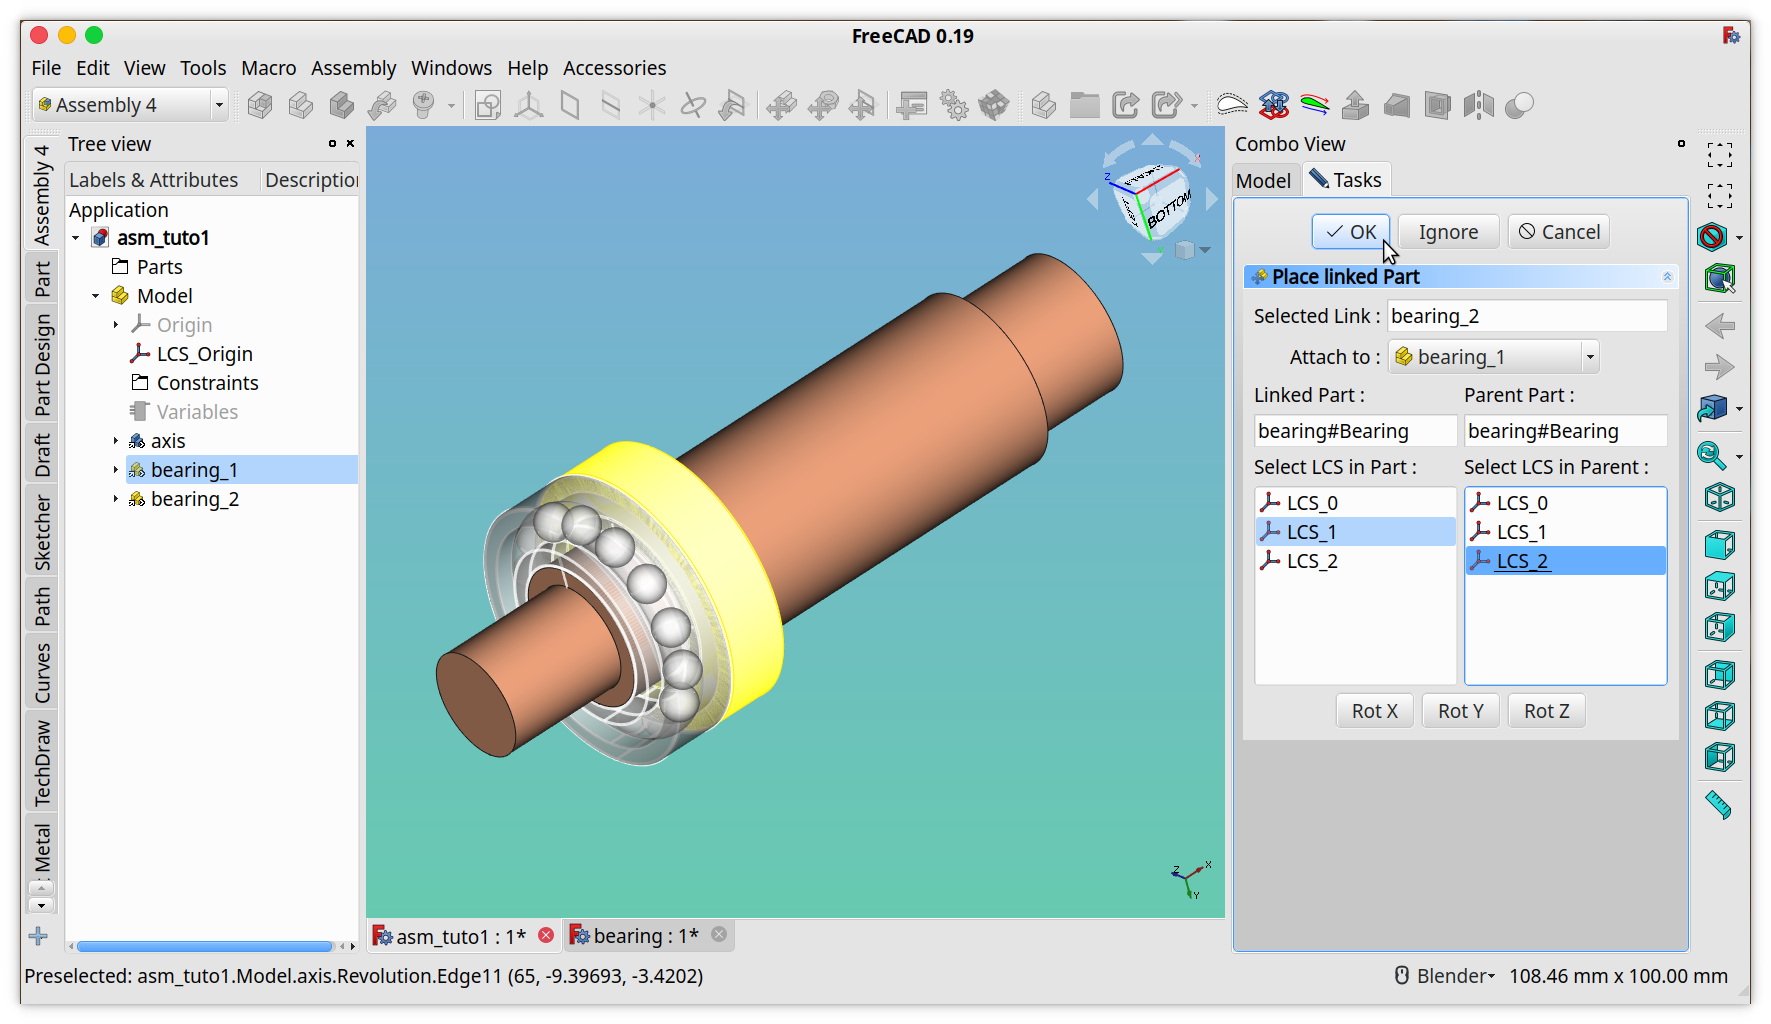 FreeCAD 0.19
File Edit View Tools Macro Assembly Windows Help Accessories
Assembly 4
Tree view
Labels & Attributes Description
Application
asm_tuto1
Parts
Model
Origin
LCS_Origin
Constraints
Variables
axis
bearing_1
bearing_2
Assembly 4
Part
Part Design
Draft
Sketcher
Path
Curves
TechDraw
Metal
Z
BOTTOM
Y
X
Z
Y
asm_tuto1 : 1*
bearing : 1*
Combo View
Model Tasks
OK Ignore Cancel
Place linked Part
Selected Link : bearing_2
Attach to : bearing_1
Linked Part : Parent Part :
bearing#Bearing bearing#Bearing
Select LCS in Part : Select LCS in Parent :
LCS_0 LCS_0
LCS_1 LCS_1
LCS_2 LCS_2
Rot X Rot Y Rot Z
Preselected: asm_tuto1.Model.axis.Revolution.Edge11 (65, -9.39693, -3.4202)
Blender 108.46 mm x 100.00 mm